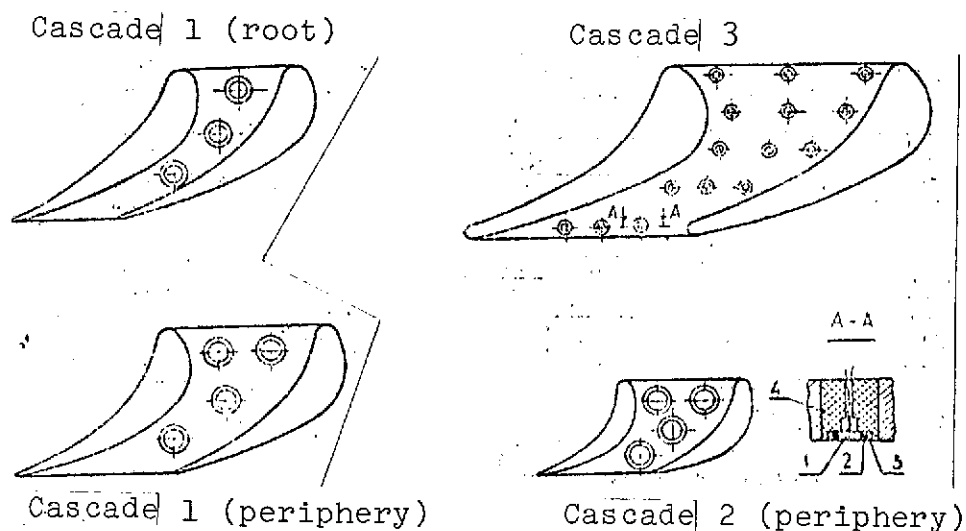 Cascade 1 (root)
Cascade 3
A A
A-A
4
1 2 3
Cascade 1 (periphery)
Cascade 2 (periphery)